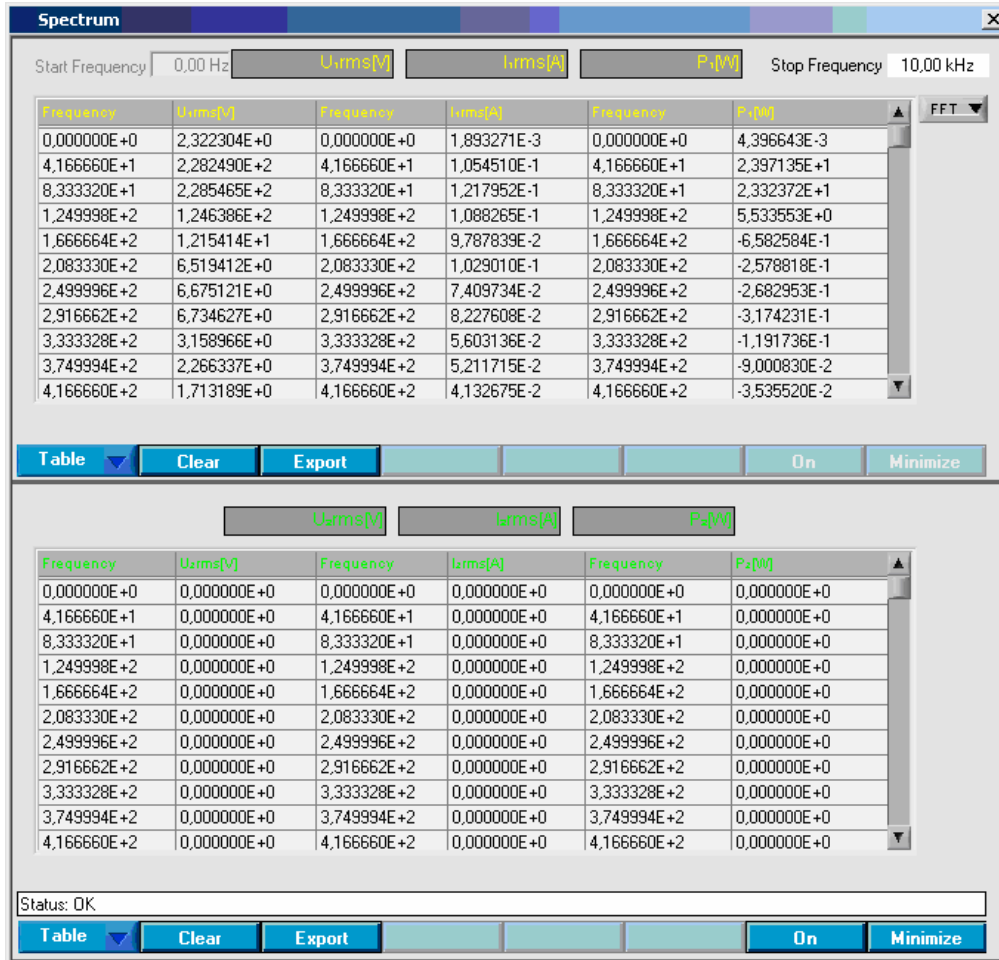 Spectrum
Start Frequency 0,00 Hz U₁rms[V] I₁rms[A] P₁[W] Stop Frequency 10,00 kHz
Frequency U₁rms[V] Frequency I₁rms[A] Frequency P₁[W] FFT
0,000000E+0 2,322304E+0 0,000000E+0 1,893271E-3 0,000000E+0 4,396643E-3
4,166660E+1 2,282490E+2 4,166660E+1 1,054510E-1 4,166660E+1 2,397135E+1
8,333320E+1 2,285465E+2 8,333320E+1 1,217952E-1 8,333320E+1 2,332372E+1
1,249998E+2 1,246386E+2 1,249998E+2 1,088265E-1 1,249998E+2 5,533553E+0
1,666664E+2 1,215414E+1 1,666664E+2 9,787839E-2 1,666664E+2 -6,582584E-1
2,083330E+2 6,519412E+0 2,083330E+2 1,029010E-1 2,083330E+2 -2,578818E-1
2,499996E+2 6,675121E+0 2,499996E+2 7,409734E-2 2,499996E+2 -2,682953E-1
2,916662E+2 6,734627E+0 2,916662E+2 8,227608E-2 2,916662E+2 -3,174231E-1
3,333328E+2 3,158966E+0 3,333328E+2 5,603136E-2 3,333328E+2 -1,191736E-1
3,749994E+2 2,266337E+0 3,749994E+2 5,211715E-2 3,749994E+2 -9,000830E-2
4,166660E+2 1,713189E+0 4,166660E+2 4,132675E-2 4,166660E+2 -3,535520E-2
Table Clear Export On Minimize
U₂rms[V] I₂rms[A] P₂[W]
Frequency U₂rms[V] Frequency I₂rms[A] Frequency P₂[W]
0,000000E+0 0,000000E+0 0,000000E+0 0,000000E+0 0,000000E+0 0,000000E+0
4,166660E+1 0,000000E+0 4,166660E+1 0,000000E+0 4,166660E+1 0,000000E+0
8,333320E+1 0,000000E+0 8,333320E+1 0,000000E+0 8,333320E+1 0,000000E+0
1,249998E+2 0,000000E+0 1,249998E+2 0,000000E+0 1,249998E+2 0,000000E+0
1,666664E+2 0,000000E+0 1,666664E+2 0,000000E+0 1,666664E+2 0,000000E+0
2,083330E+2 0,000000E+0 2,083330E+2 0,000000E+0 2,083330E+2 0,000000E+0
2,499996E+2 0,000000E+0 2,499996E+2 0,000000E+0 2,499996E+2 0,000000E+0
2,916662E+2 0,000000E+0 2,916662E+2 0,000000E+0 2,916662E+2 0,000000E+0
3,333328E+2 0,000000E+0 3,333328E+2 0,000000E+0 3,333328E+2 0,000000E+0
3,749994E+2 0,000000E+0 3,749994E+2 0,000000E+0 3,749994E+2 0,000000E+0
4,166660E+2 0,000000E+0 4,166660E+2 0,000000E+0 4,166660E+2 0,000000E+0
Status: OK
Table Clear Export On Minimize